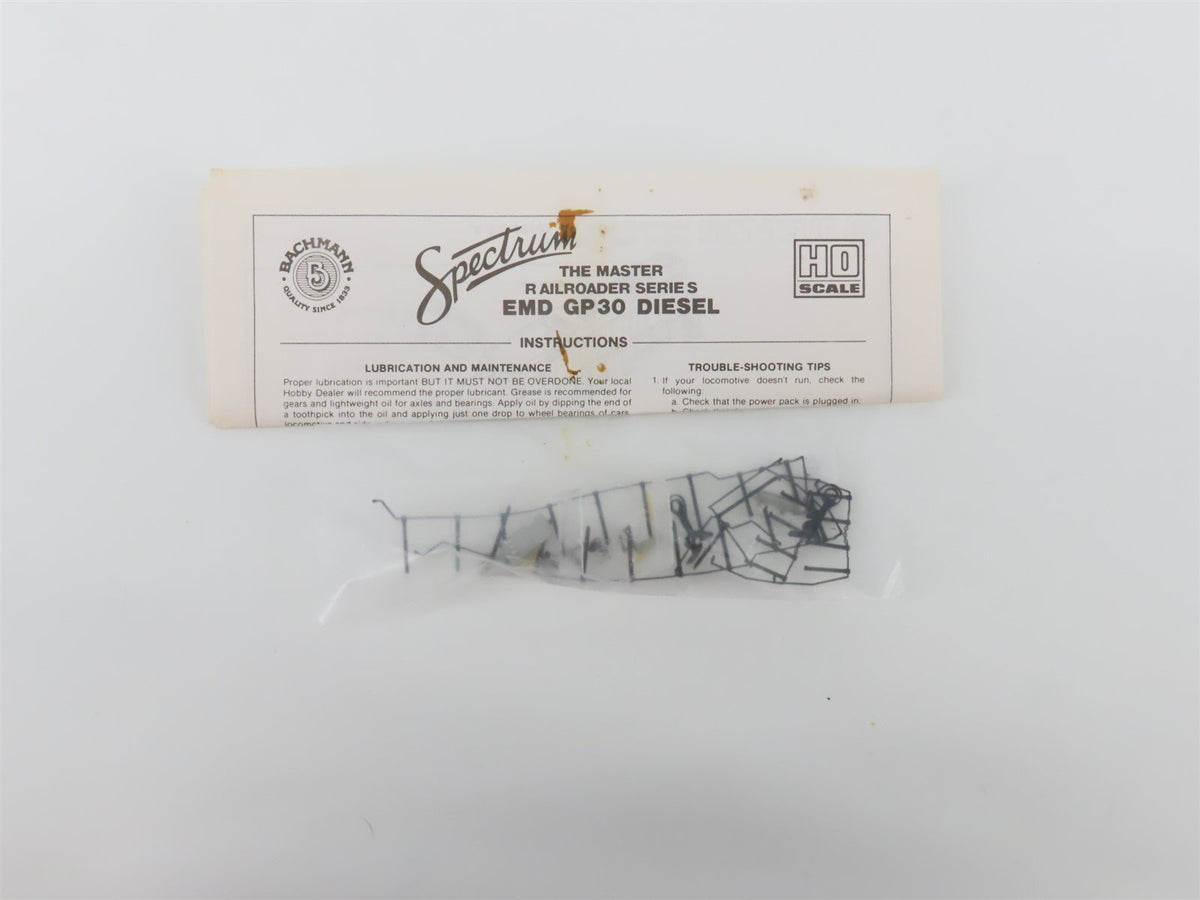 BACHMANN
QUALITY SINCE 1833
Spectrum
THE MASTER
RAILROADER SERIES
EMD GP30 DIESEL
HO
SCALE
INSTRUCTIONS
LUBRICATION AND MAINTENANCE
Proper lubrication is important BUT IT MUST NOT BE OVERDONE. Your local
Hobby Dealer will recommend the proper lubricant. Grease is recommended for
gears and lightweight oil for axles and bearings. Apply oil by dipping the end of
a toothpick into the oil and applying just one drop to wheel bearings of cars,
TROUBLE-SHOOTING TIPS
1. If your locomotive doesn't run, check the
following:
a. Check that the power pack is plugged in.
b. Check